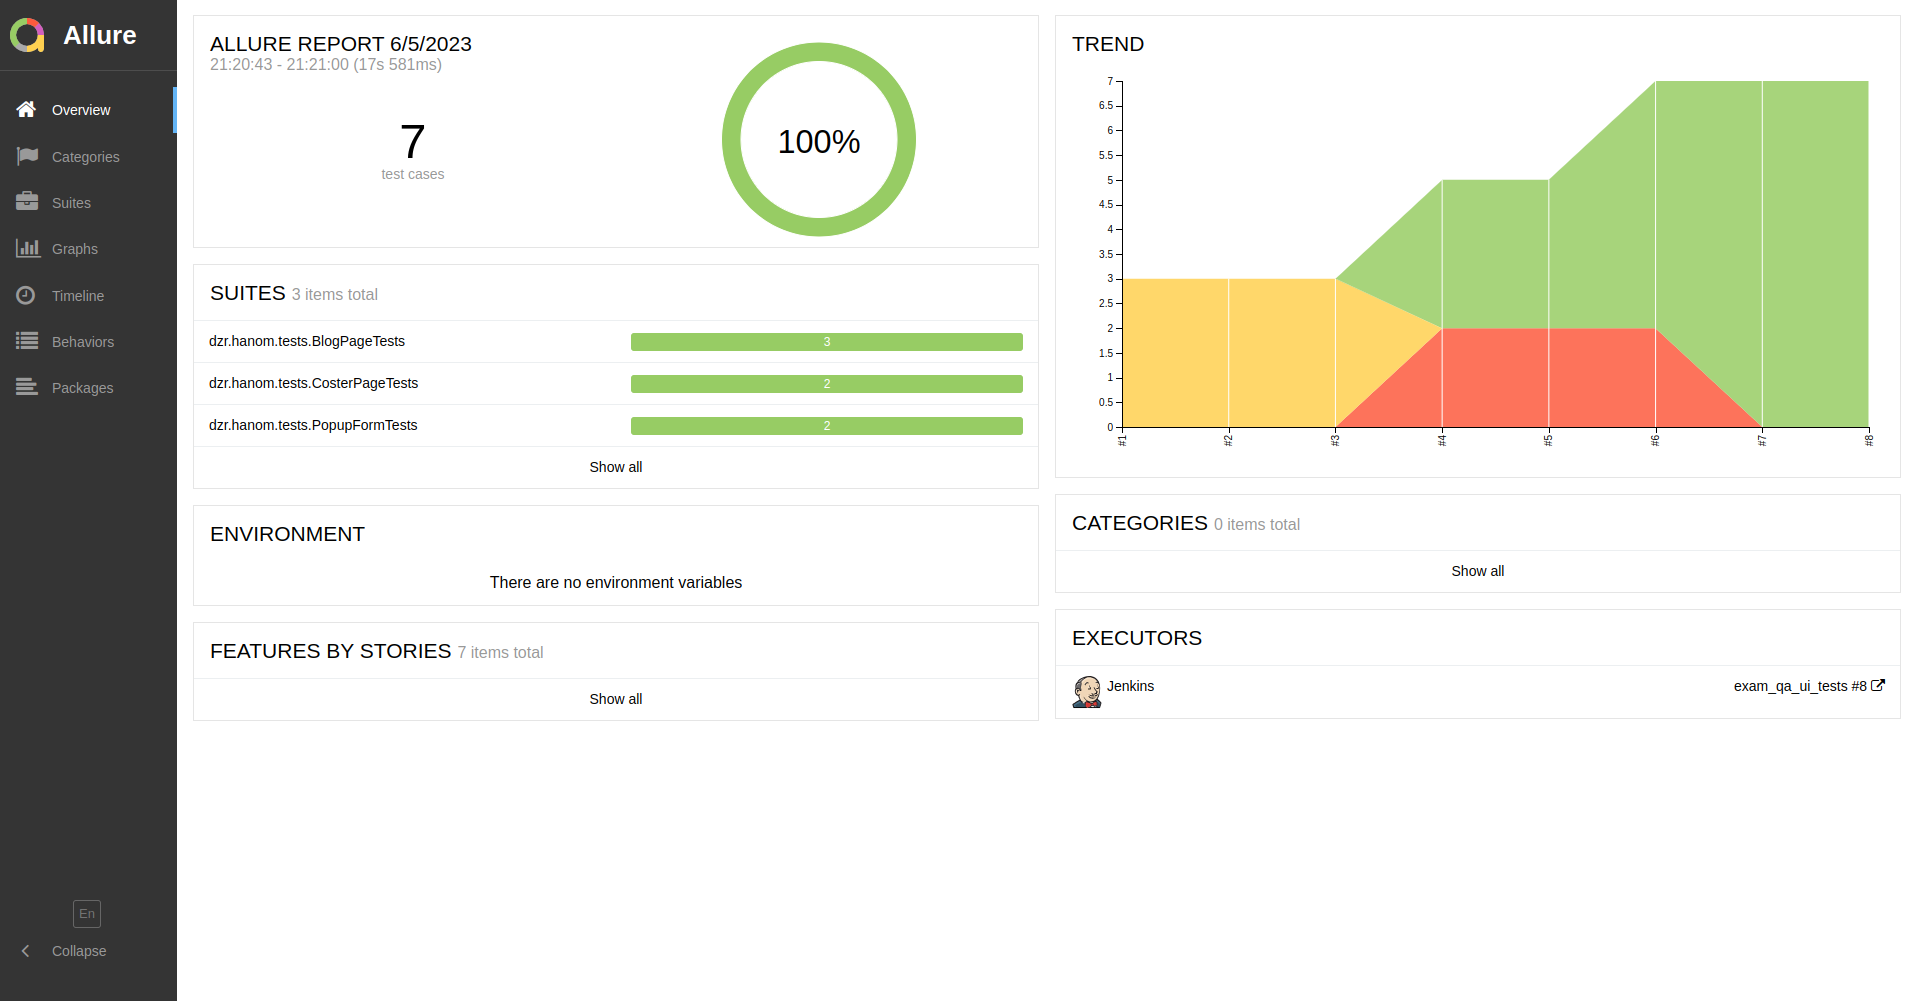 Allure
Overview
Categories
Suites
Graphs
Timeline
Behaviors
Packages
En
Collapse
ALLURE REPORT 6/5/2023
21:20:43 - 21:21:00 (17s 581ms)
7
test cases
100%
SUITES 3 items total
dzr.hanom.tests.BlogPageTests 3
dzr.hanom.tests.CosterPageTests 2
dzr.hanom.tests.PopupFormTests 2
Show all
ENVIRONMENT
There are no environment variables
FEATURES BY STORIES 7 items total
Show all
TREND
7
6.5
6
5.5
5
4.5
4
3.5
3
2.5
2
1.5
1
0.5
0
#1 #2 #3 #4 #5 #6 #7 #8
CATEGORIES 0 items total
Show all
EXECUTORS
Jenkins exam_qa_ui_tests #8